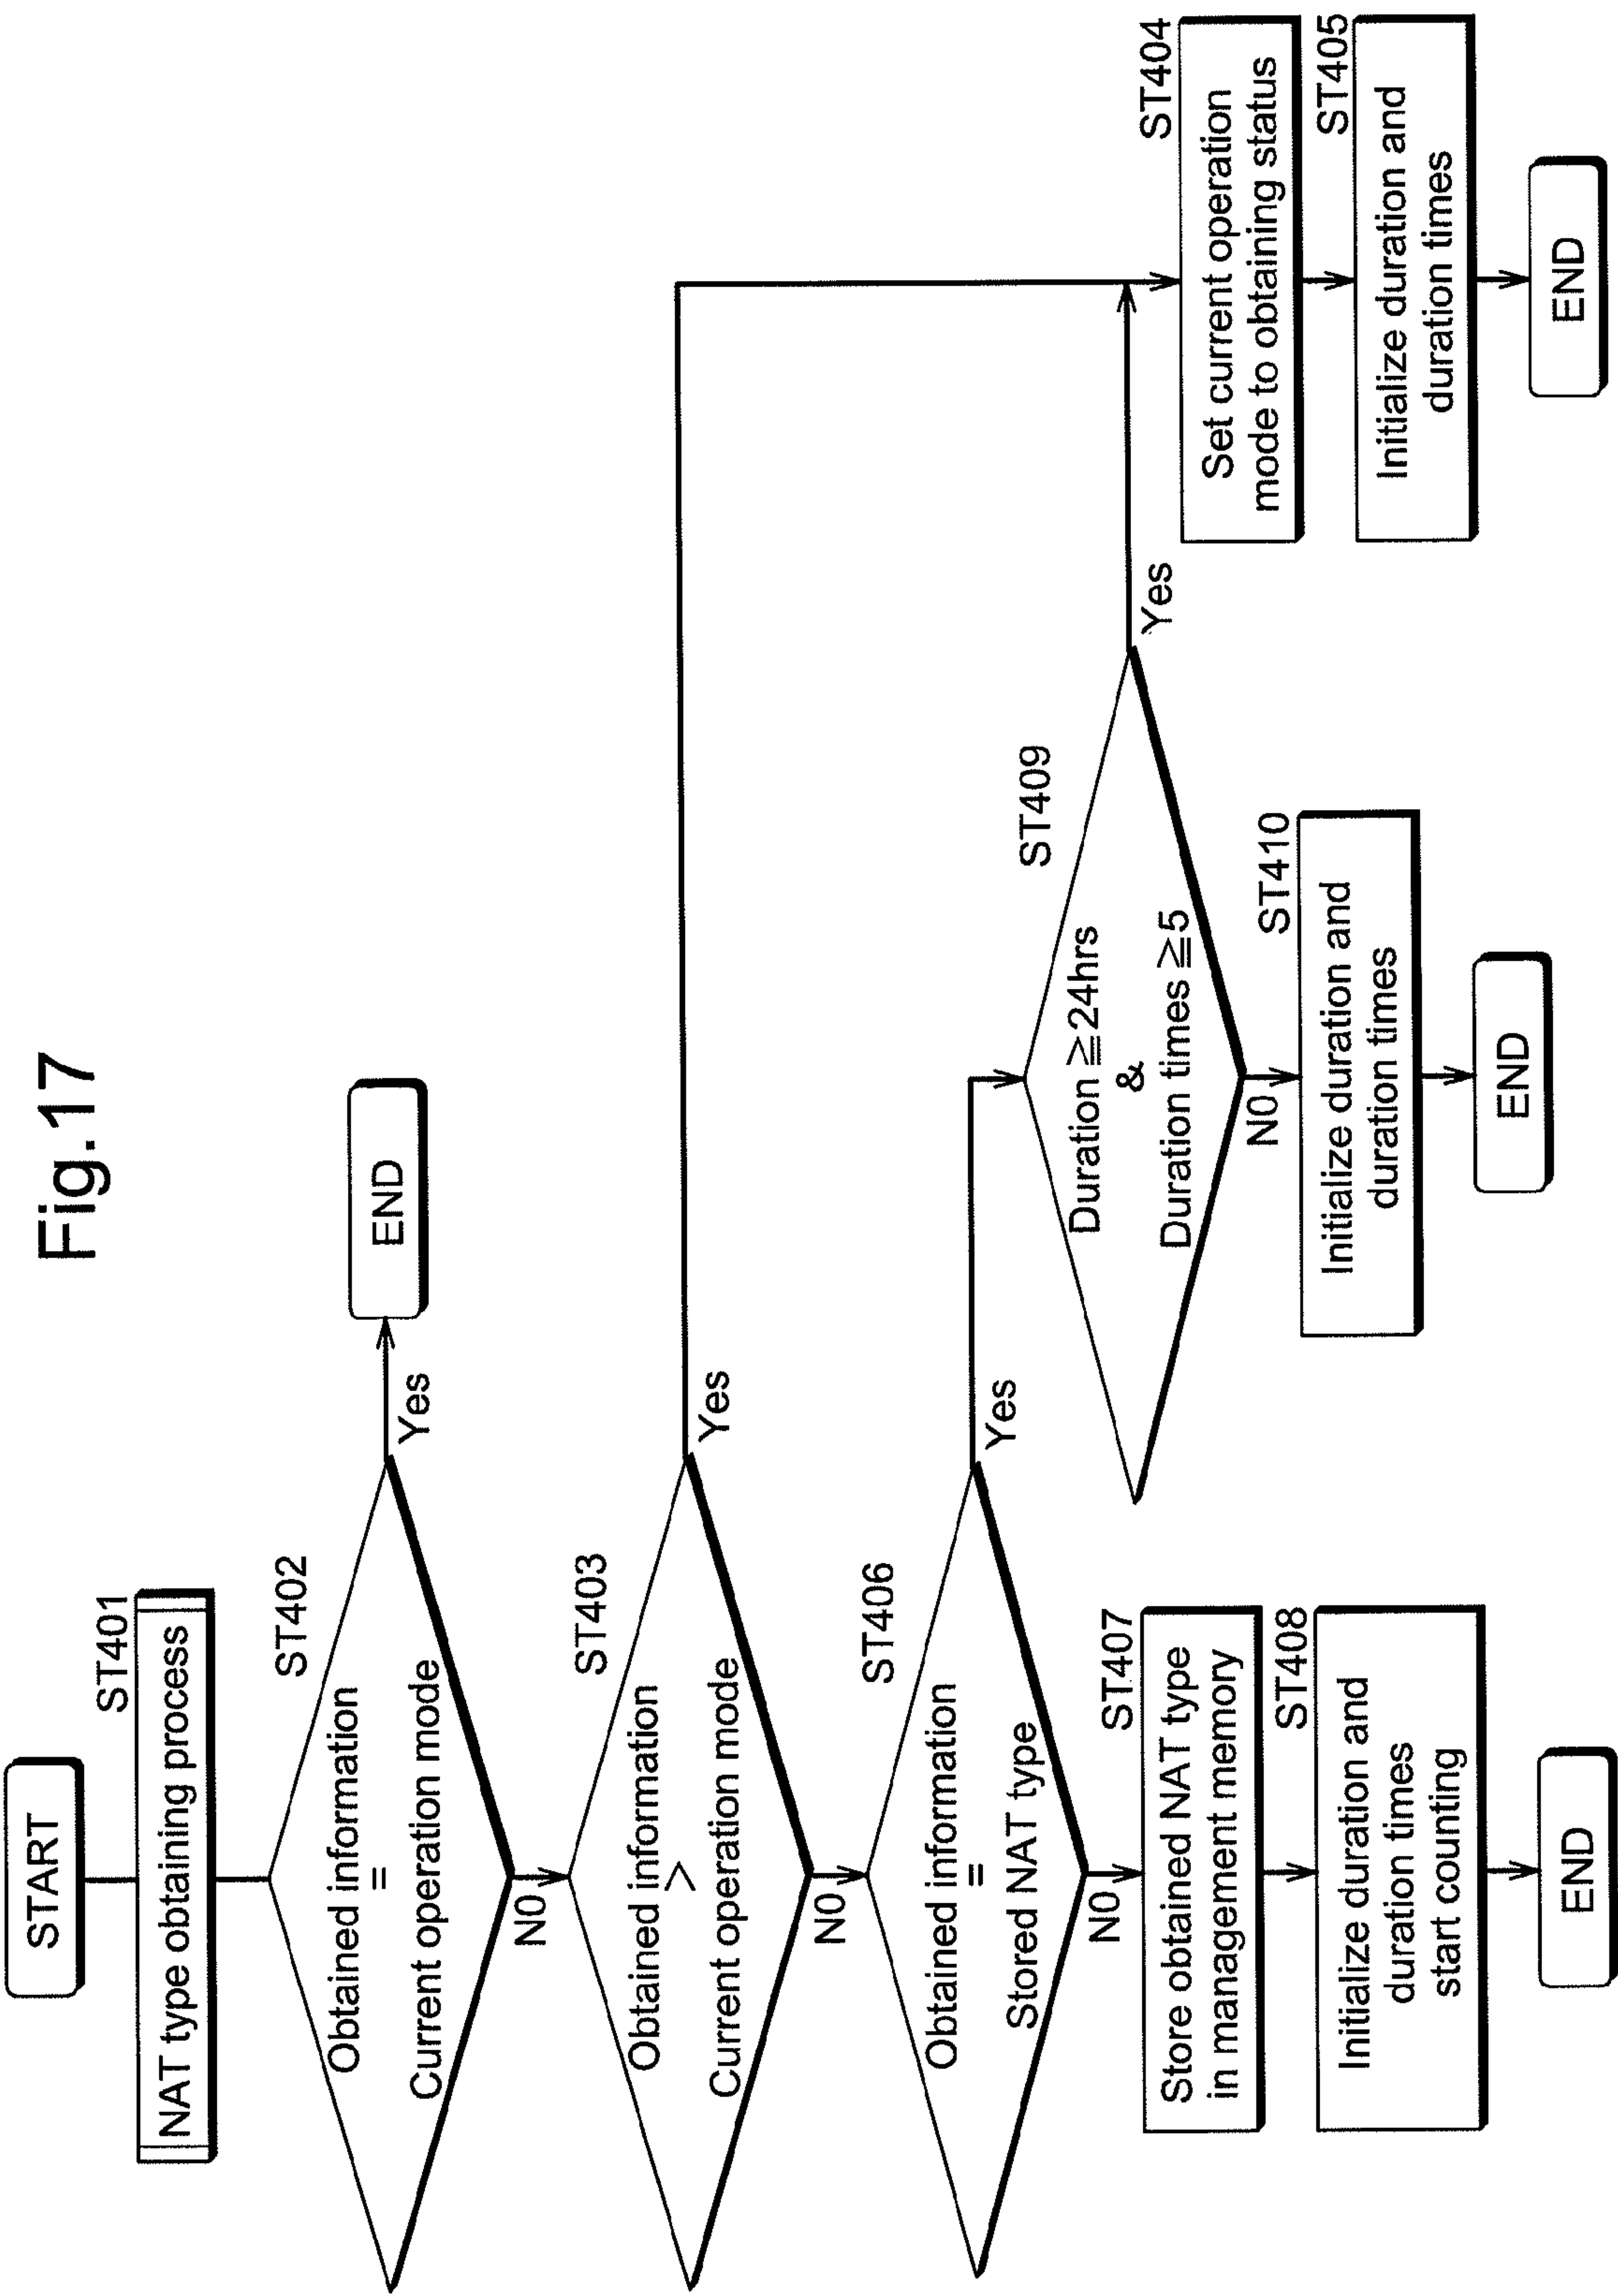 Fig.17
START
ST401
NAT type obtaining process
ST402
Obtained information
=
Current operation mode
Yes
END
N0
ST403
Obtained information
>
Current operation mode
Yes
N0
ST406
Obtained information
=
Stored NAT type
Yes
N0
ST407
Store obtained NAT type
in management memory
ST408
Initialize duration and
duration times
start counting
END
ST409
Duration ≧24hrs
&
Duration times ≧5
Yes
N0
ST410
Initialize duration and
duration times
END
ST404
Set current operation
mode to obtaining status
ST405
Initialize duration and
duration times
END